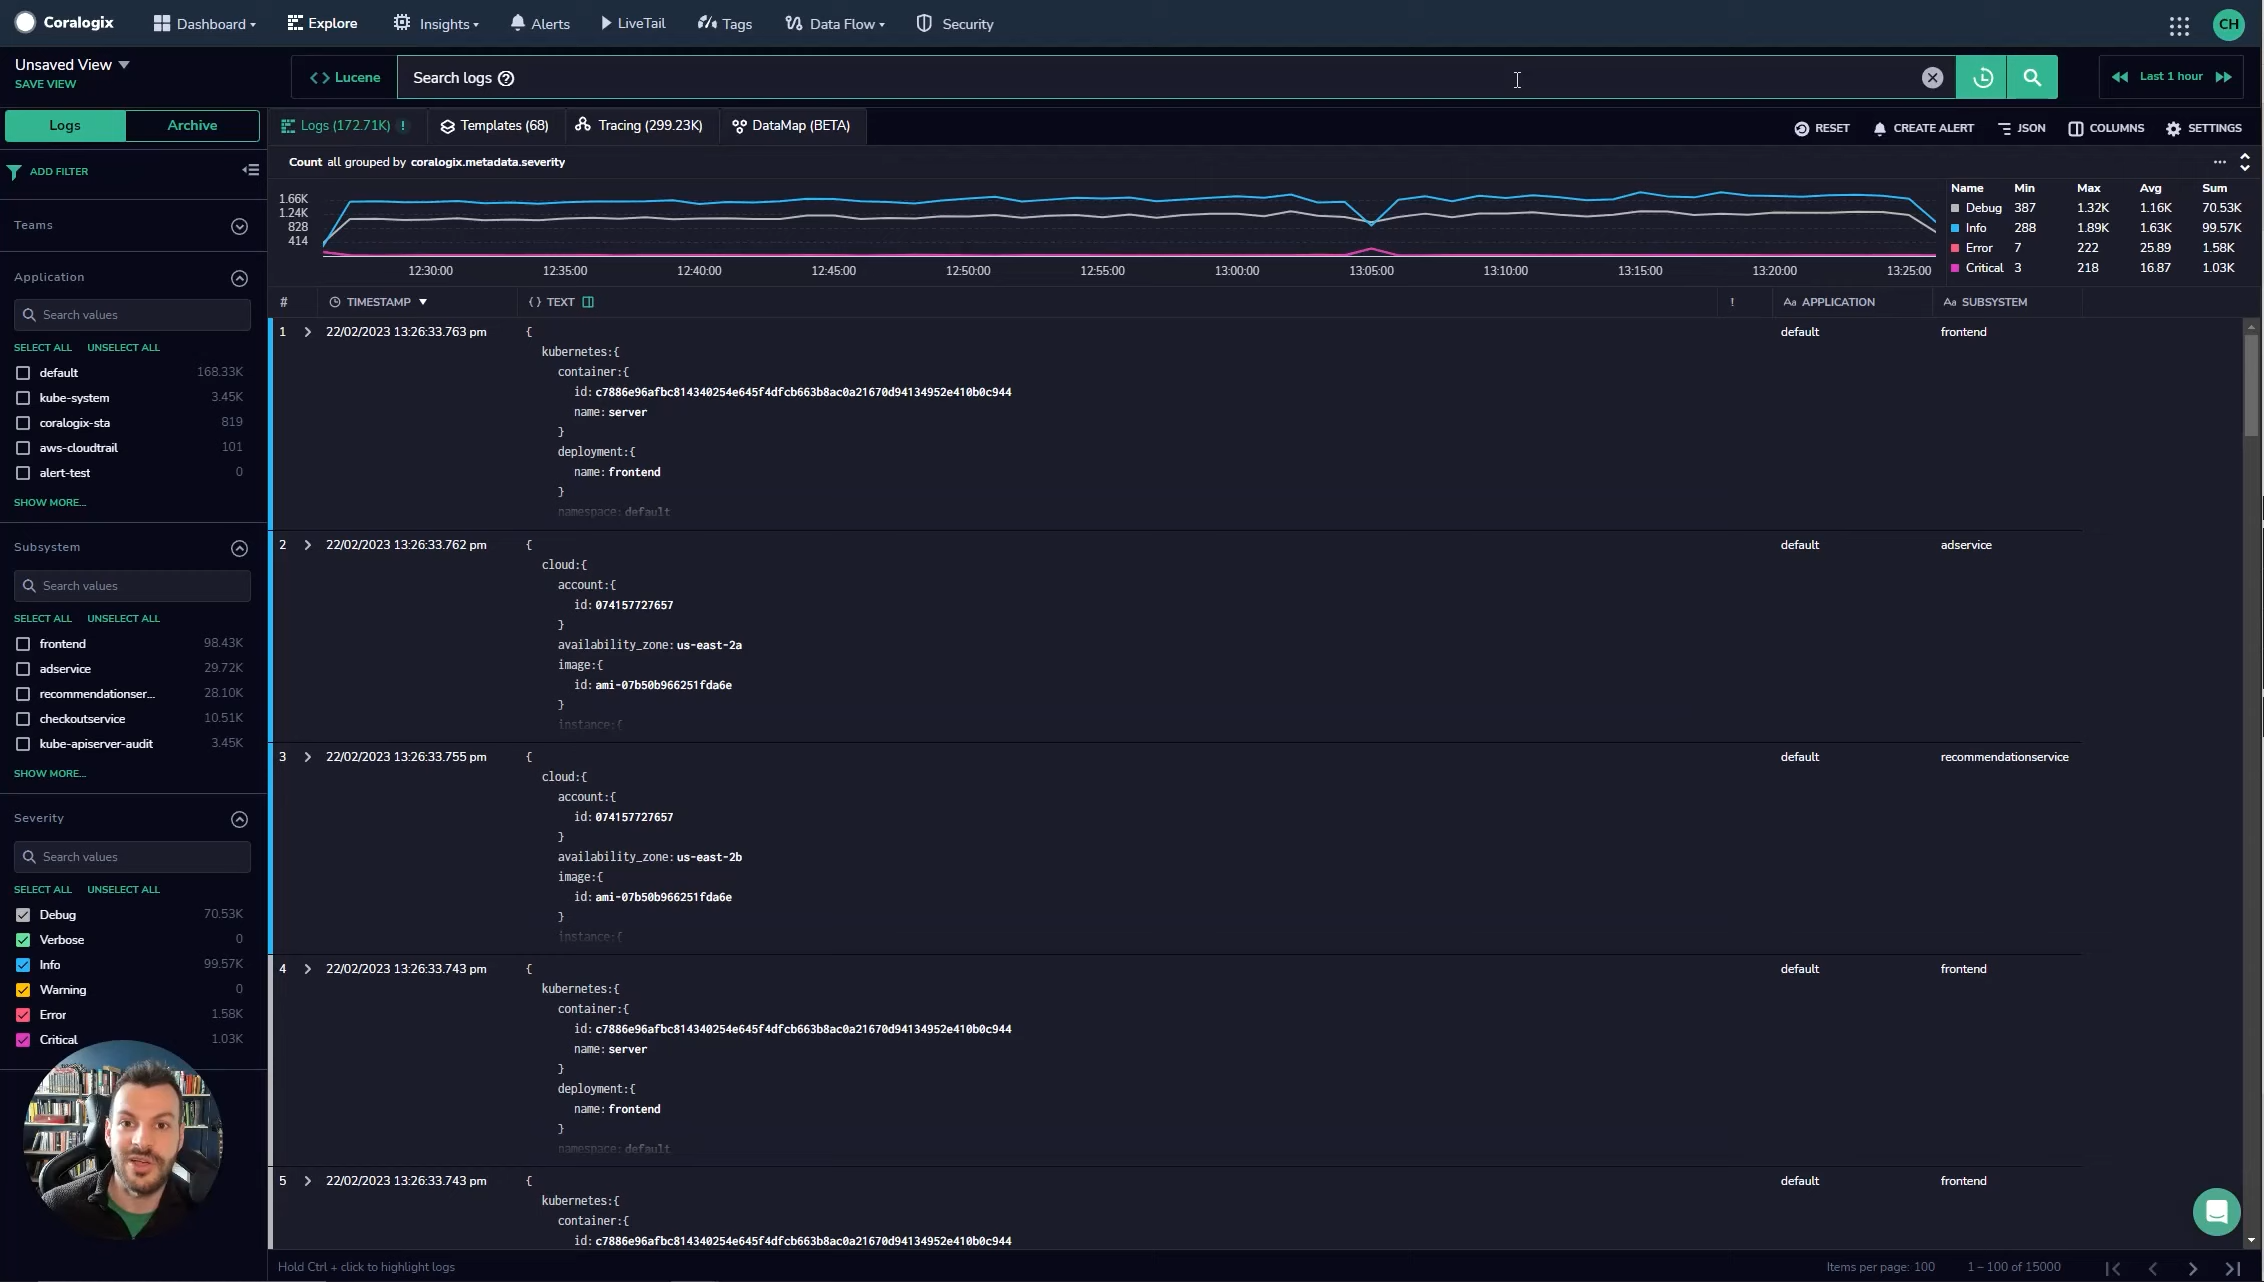 Coralogix Dashboard Explore Insights Alerts LiveTail Tags Data Flow Security CH
Unsaved View
SAVE VIEW
<> Lucene Search logs ? Last 1 hour
Logs Archive
Logs (172.71K) ! Templates (68) Tracing (299.23K) DataMap (BETA) RESET CREATE ALERT JSON COLUMNS SETTINGS
ADD FILTER
Teams
Application
Search values
SELECT ALL UNSELECT ALL
default 168.33K
kube-system 3.45K
coralogix-sta 819
aws-cloudtrail 101
alert-test 0
SHOW MORE...
Subsystem
Search values
SELECT ALL UNSELECT ALL
frontend 98.43K
adservice 29.72K
recommendationser... 28.10K
checkoutservice 10.51K
kube-apiserver-audit 3.45K
SHOW MORE...
Severity
Search values
SELECT ALL UNSELECT ALL
Debug 70.53K
Verbose 0
Info 99.57K
Warning 0
Error 1.58K
Critical 1.03K
Count all grouped by coralogix.metadata.severity ...
1.66K
1.24K
828
414
12:30:00 12:35:00 12:40:00 12:45:00 12:50:00 12:55:00 13:00:00 13:05:00 13:10:00 13:15:00 13:20:00 13:25:00
Name Min Max Avg Sum
Debug 387 1.32K 1.16K 70.53K
Info 288 1.89K 1.63K 99.57K
Error 7 222 25.89 1.58K
Critical 3 218 16.87 1.03K
# TIMESTAMP {} TEXT ! Aa APPLICATION Aa SUBSYSTEM
1 > 22/02/2023 13:26:33.763 pm { default frontend
kubernetes:{
container:{
id: c7886e96afbc814340254e645f4dfcb663b8ac0a21670d94134952e410b0c944
name: server
}
deployment:{
name: frontend
}
namespace: default
2 > 22/02/2023 13:26:33.762 pm { default adservice
cloud:{
account:{
id: 074157727657
}
availability_zone: us-east-2a
image:{
id: ami-07b50b966251fda6e
}
instance:{
3 > 22/02/2023 13:26:33.755 pm { default recommendationservice
cloud:{
account:{
id: 074157727657
}
availability_zone: us-east-2b
image:{
id: ami-07b50b966251fda6e
}
instance:{
4 > 22/02/2023 13:26:33.743 pm { default frontend
kubernetes:{
container:{
id: c7886e96afbc814340254e645f4dfcb663b8ac0a21670d94134952e410b0c944
name: server
}
deployment:{
name: frontend
}
namespace: default
5 > 22/02/2023 13:26:33.743 pm { default frontend
kubernetes:{
container:{
id: c7886e96afbc814340254e645f4dfcb663b8ac0a21670d94134952e410b0c944
Hold Ctrl + click to highlight logs Items per page: 100 1 – 100 of 15000